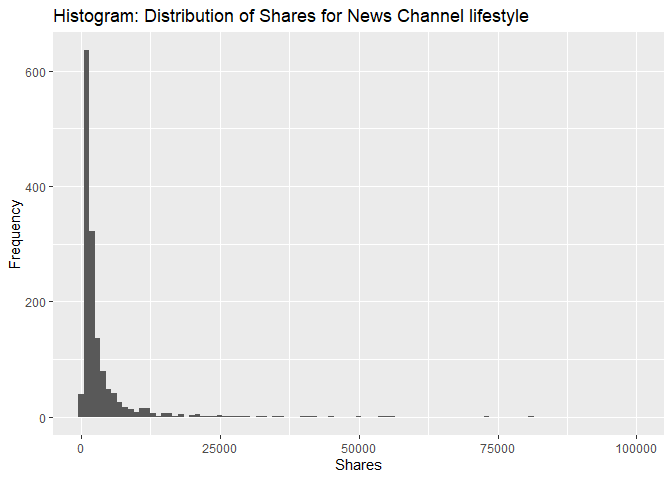 Histogram: Distribution of Shares for News Channel lifestyle
600
400
200
0
Frequency
0 25000 50000 75000 100000
Shares